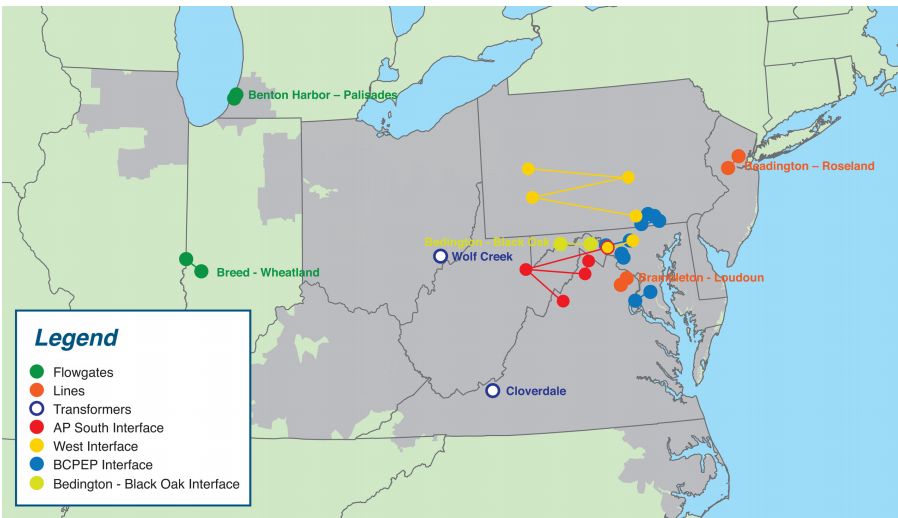 Benton Harbor – Palisades
Readington – Roseland
Bedington - Black Oak
Wolf Creek
Breed - Wheatland
Brambleton - Loudoun
Cloverdale
Legend
Flowgates
Lines
Transformers
AP South Interface
West Interface
BCPEP Interface
Bedington - Black Oak Interface